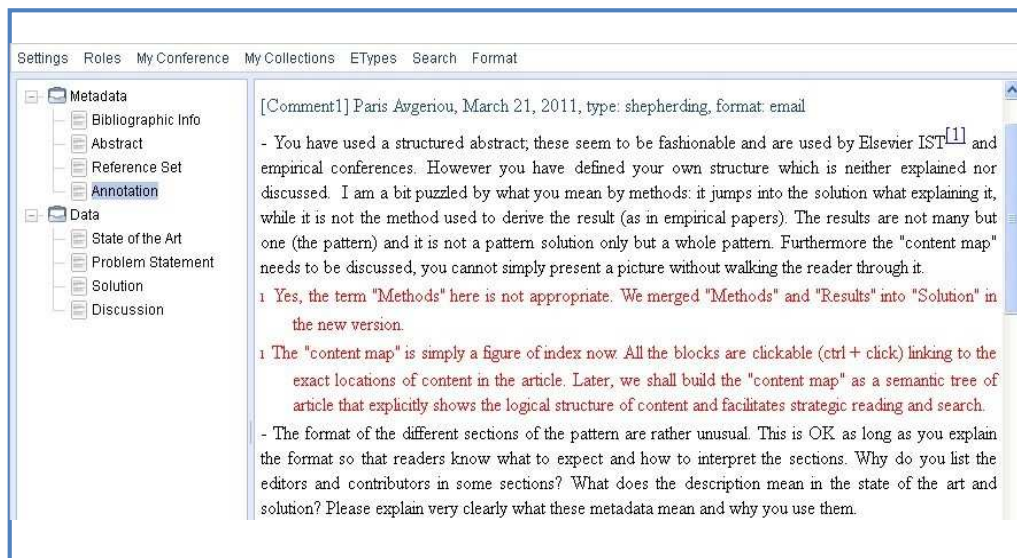 Settings Roles My Conference My Collections ETypes Search Format
Metadata
Bibliographic Info
Abstract
Reference Set
Annotation
Data
State of the Art
Problem Statement
Solution
Discussion
[Comment1] Paris Avgeriou, March 21, 2011, type: shepherding, format: email
- You have used a structured abstract; these seem to be fashionable and are used by Elsevier IST[1] and
empirical conferences. However you have defined your own structure which is neither explained nor
discussed. I am a bit puzzled by what you mean by methods: it jumps into the solution what explaining it,
while it is not the method used to derive the result (as in empirical papers). The results are not many but
one (the pattern) and it is not a pattern solution only but a whole pattern. Furthermore the "content map"
needs to be discussed, you cannot simply present a picture without walking the reader through it.
1 Yes, the term "Methods" here is not appropriate. We merged "Methods" and "Results" into "Solution" in
the new version.
1 The "content map" is simply a figure of index now. All the blocks are clickable (ctrl + click) linking to the
exact locations of content in the article. Later, we shall build the "content map" as a semantic tree of
article that explicitly shows the logical structure of content and facilitates strategic reading and search.
- The format of the different sections of the pattern are rather unusual. This is OK as long as you explain
the format so that readers know what to expect and how to interpret the sections. Why do you list the
editors and contributors in some sections? What does the description mean in the state of the art and
solution? Please explain very clearly what these metadata mean and why you use them.